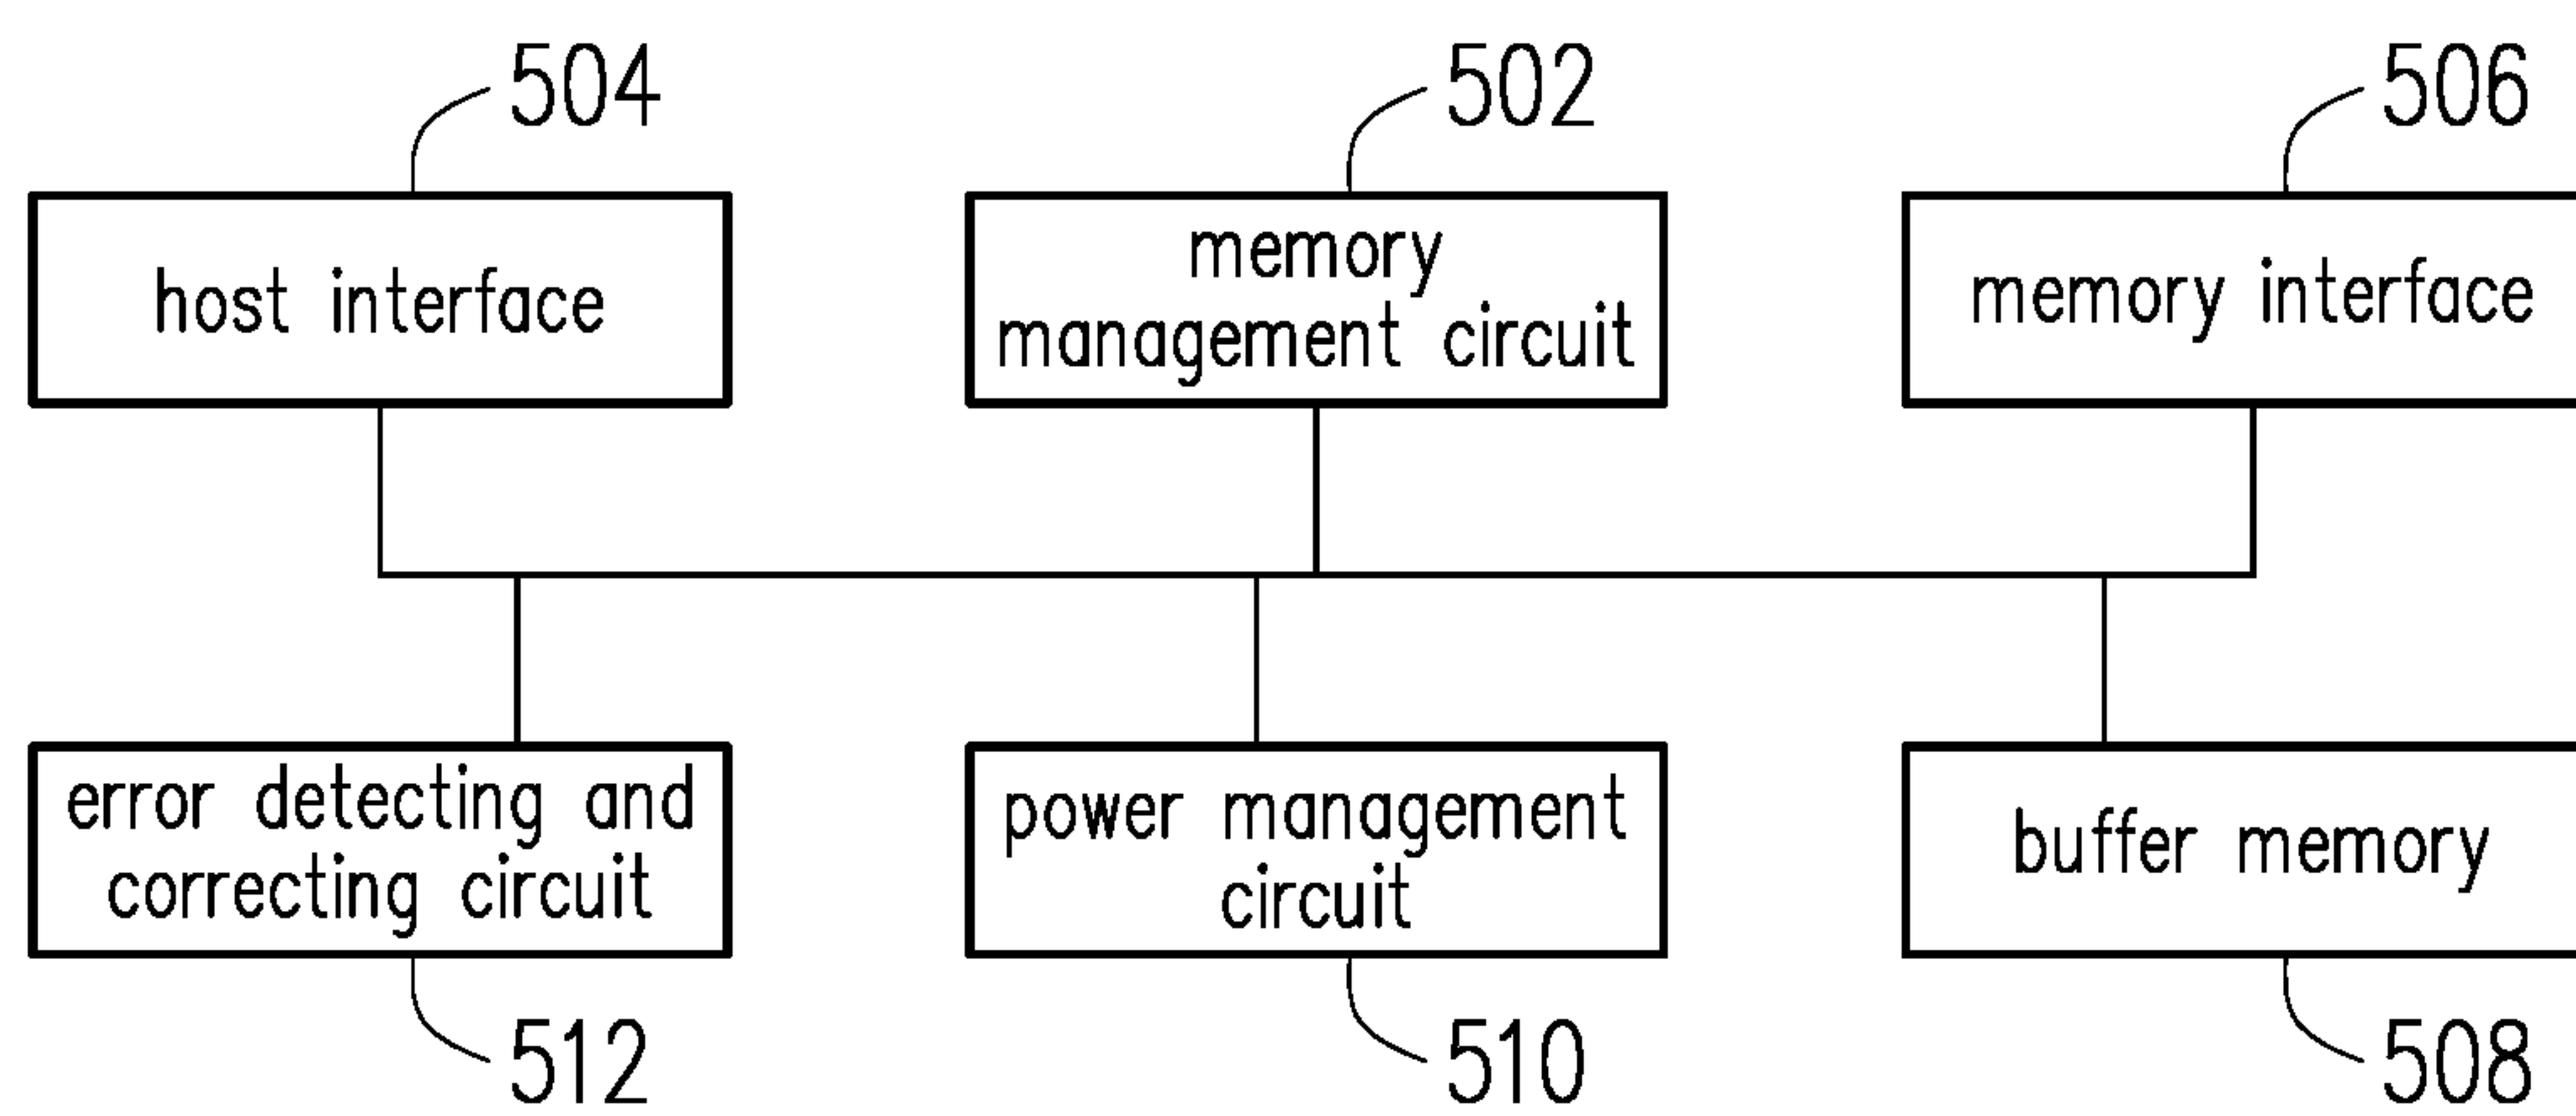 504
502
506
host interface
memory
management circuit
memory interface
error detecting and
correcting circuit
power management
circuit
buffer memory
512
510
508